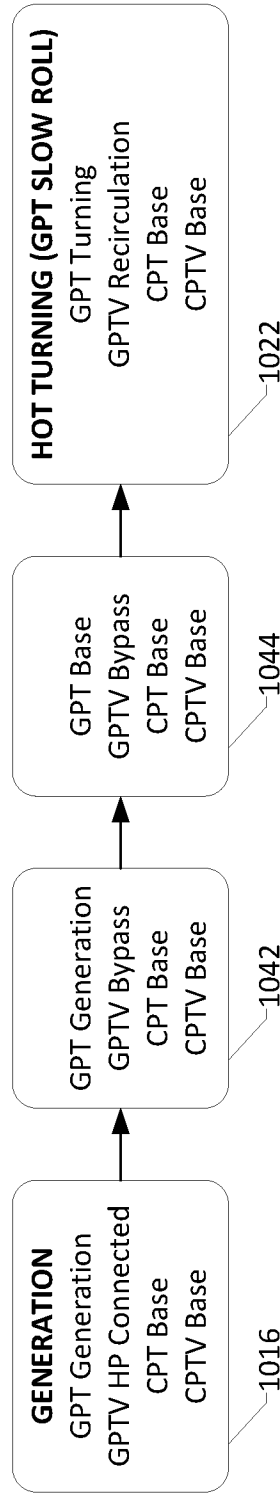 GENERATION
GPT Generation
GPTV HP Connected
CPT Base
CPTV Base
1016
GPT Generation
GPTV Bypass
CPT Base
CPTV Base
1042
GPT Base
GPTV Bypass
CPT Base
CPTV Base
1044
HOT TURNING (GPT SLOW ROLL)
GPT Turning
GPTV Recirculation
CPT Base
CPTV Base
1022